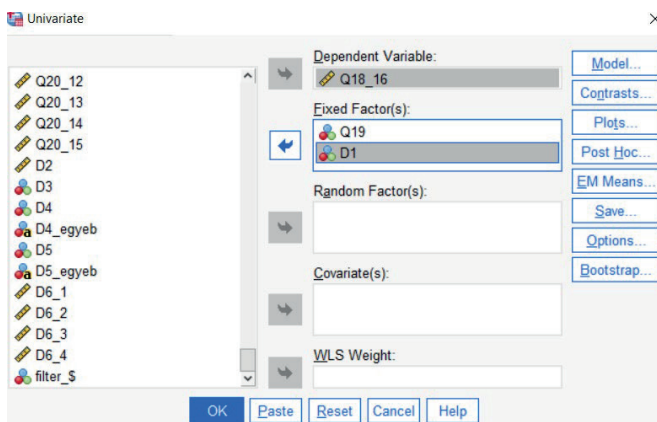 Univariate
Q20_12
Q20_13
Q20_14
Q20_15
D2
D3
D4
D4_egyeb
D5
D5_egyeb
D6_1
D6_2
D6_3
D6_4
filter_$
Dependent Variable:
Q18_16
Fixed Factor(s):
Q19
D1
Random Factor(s):
Covariate(s):
WLS Weight:
Model...
Contrasts...
Plots...
Post Hoc...
EM Means...
Save...
Options...
Bootstrap...
OK Paste Reset Cancel Help